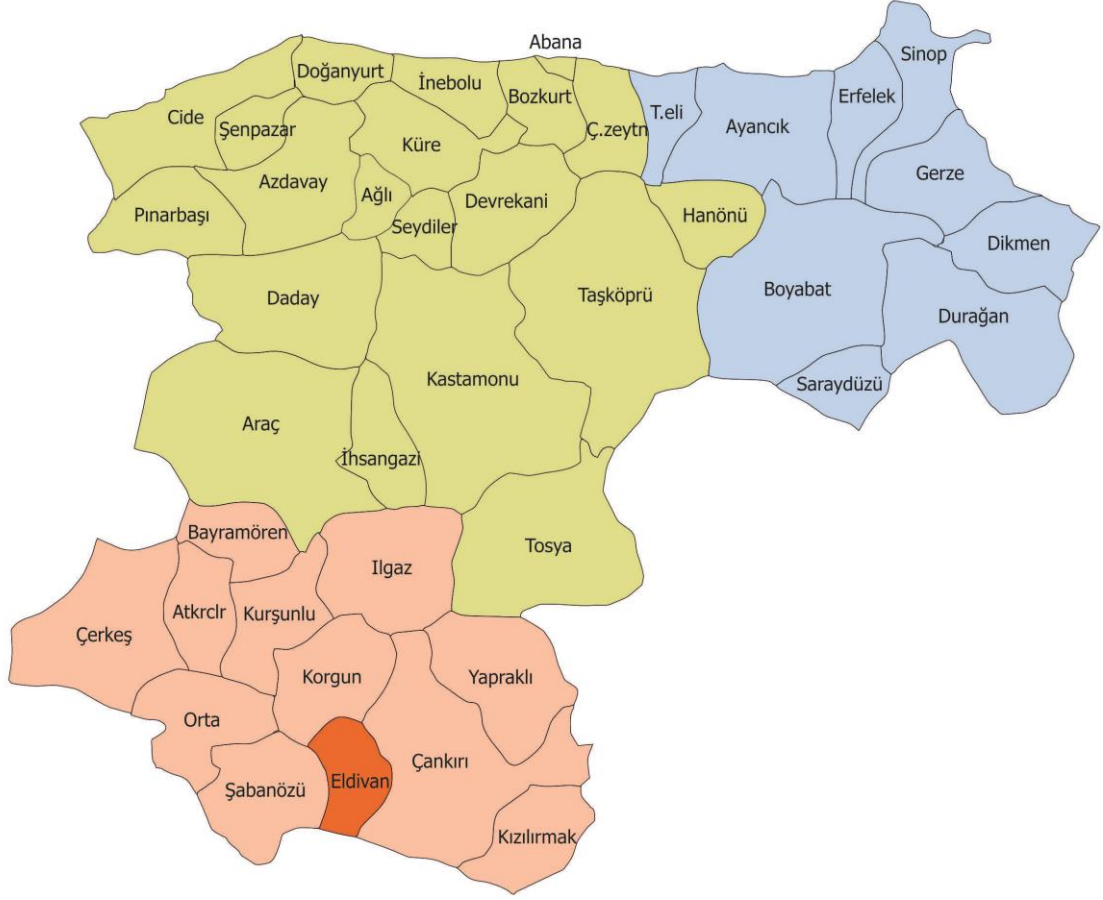 Abana
Sinop
Doğanyurt
İnebolu
Bozkurt
Erfelek
Cide
Şenpazar
T.eli
Ayancık
Ç.zeytn
Küre
Azdavay
Ağlı
Devrekani
Gerze
Pınarbaşı
Seydiler
Hanönü
Dikmen
Daday
Taşköprü
Boyabat
Durağan
Kastamonu
Saraydüzü
Araç
İhsangazi
Bayramören
Tosya
Ilgaz
Atkrclr
Kurşunlu
Çerkeş
Korgun
Yapraklı
Orta
Çankırı
Eldivan
Şabanözü
Kızılırmak